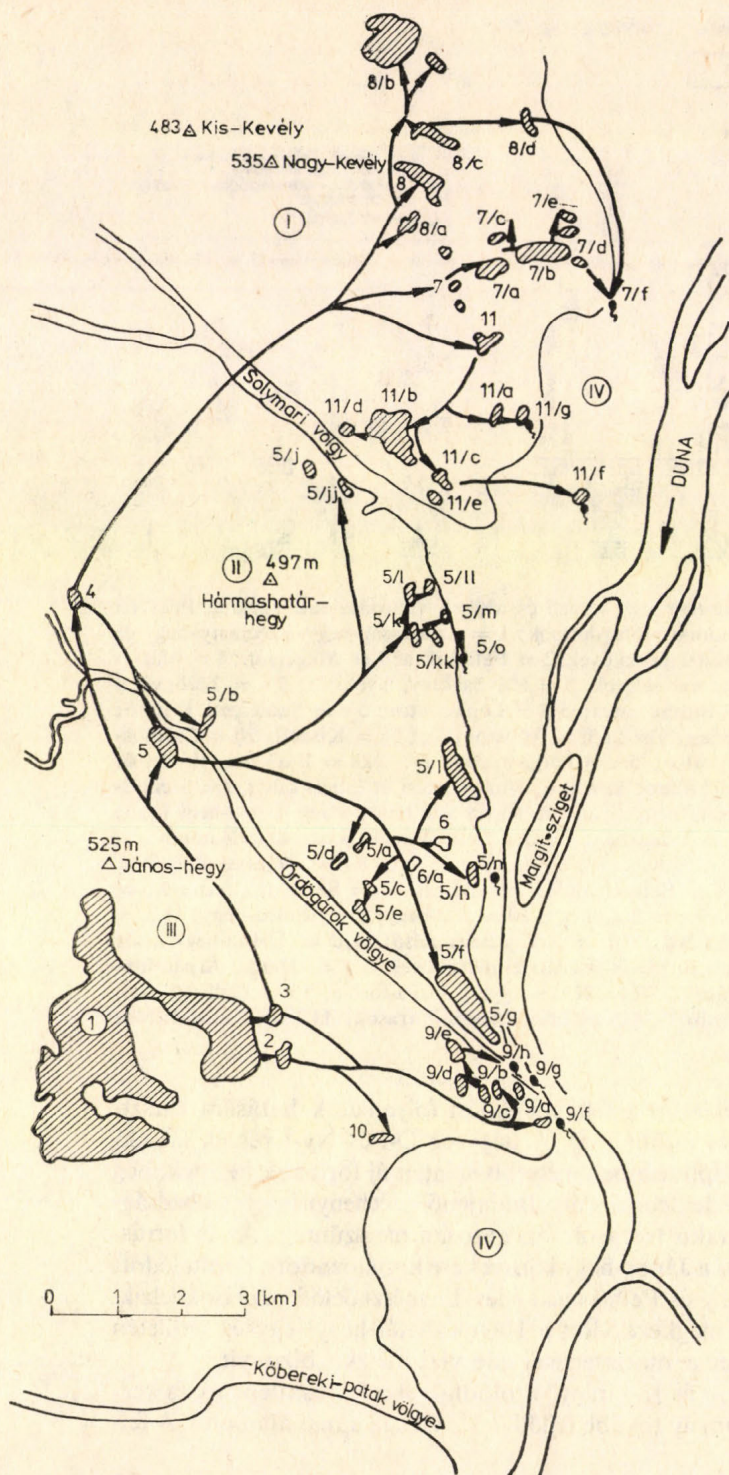 8/b
483 △ Kis-Kevély
8/c
8/d
535 △ Nagy-Kevély
8
I
8/a
7/c
7/e
7/d
7
7/a
7/b
7/f
11
IV
Solymári völgy
11/d
11/b
11/a
11/g
DUNA
5/j
5/jj
11/c
11/e
11/f
II
497m
Hármashatár-
hegy
5/l
5/ll
4
5/k
5/m
5/kk
5/o
5/b
5
5/l
525m
△ János-hegy
5/d
5/a
6
6/a
5/h
5/n
Margit-sziget
5/c
5/e
Ördögárok völgye
III
5/f
1
3
5/g
2
9/e
9/h
9/g
9/d
9/b
9/c
9/a
9/f
10
IV
0 1 2 3 [km]
Kőbereki-patak völgye